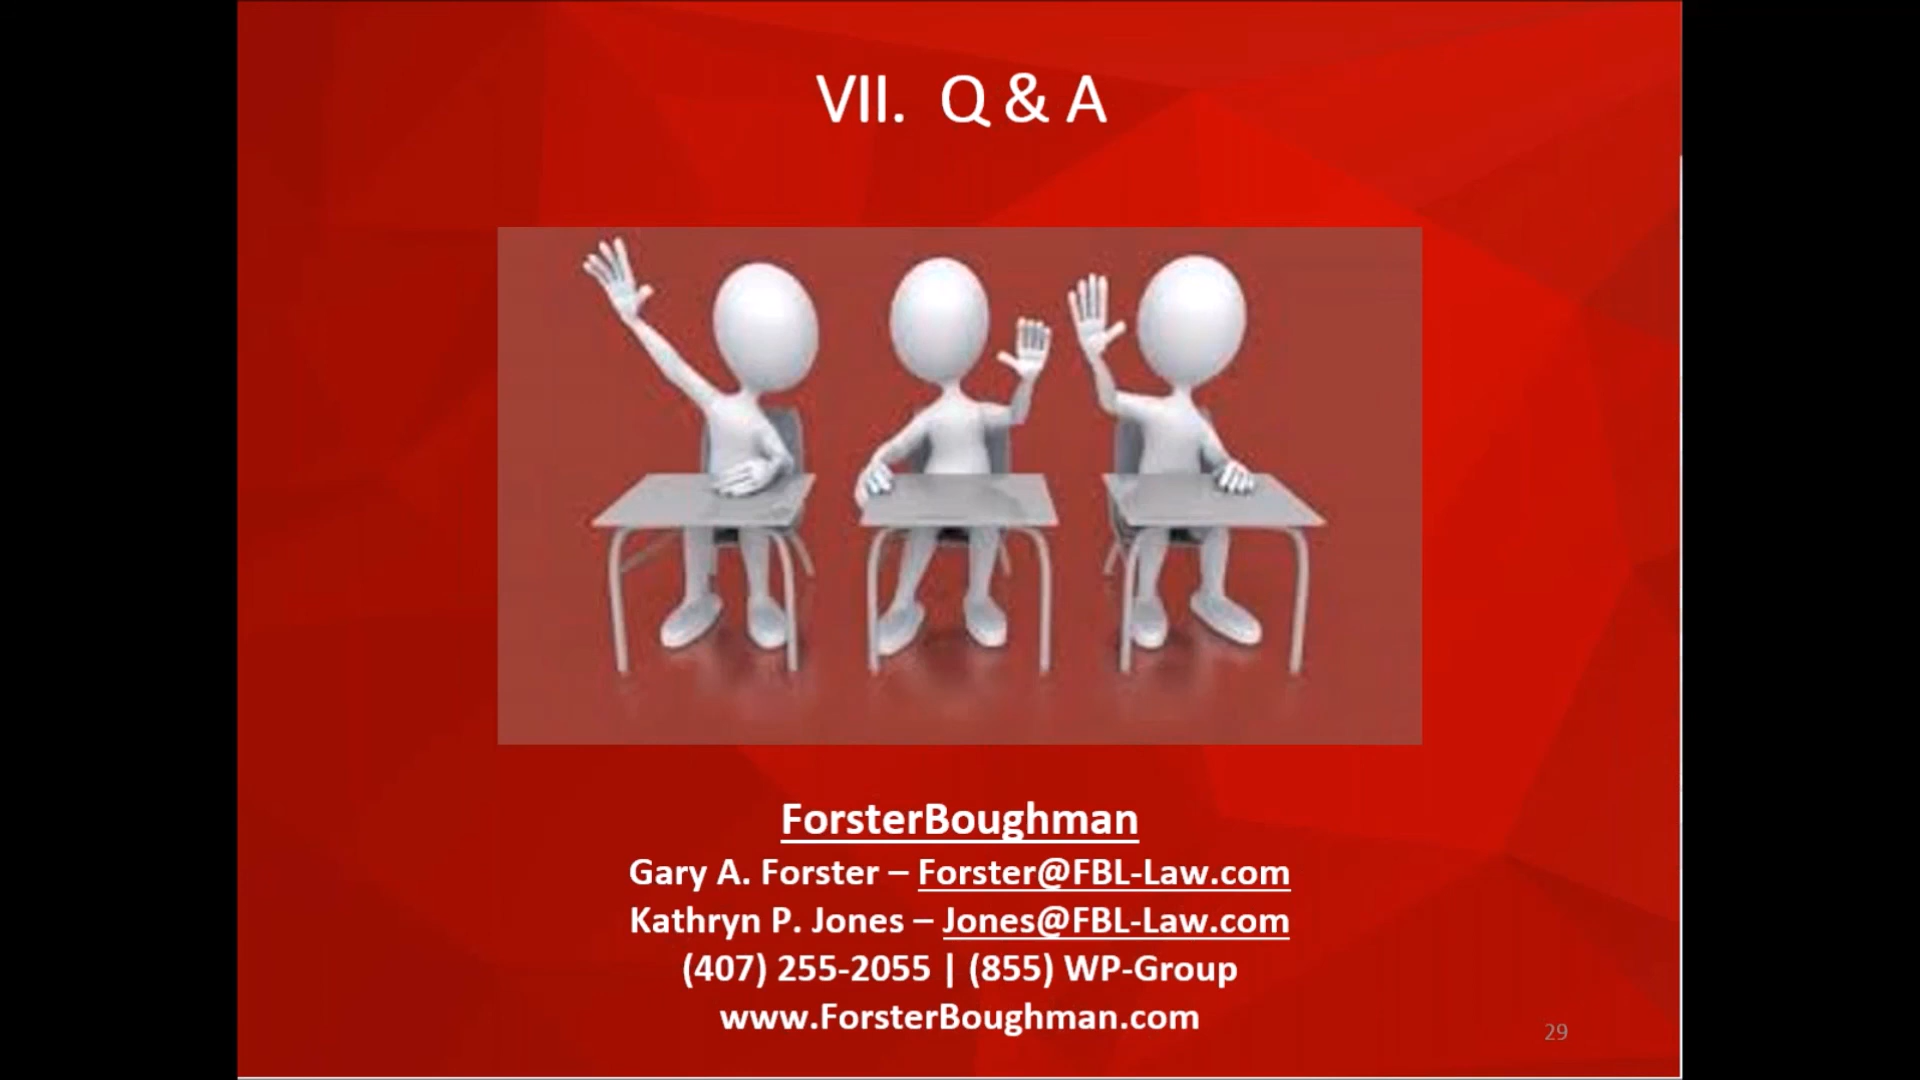 VII. Q & A
ForsterBoughman
Gary A. Forster – Forster@FBL-Law.com
Kathryn P. Jones – Jones@FBL-Law.com
(407) 255-2055 | (855) WP-Group
www.ForsterBoughman.com
29